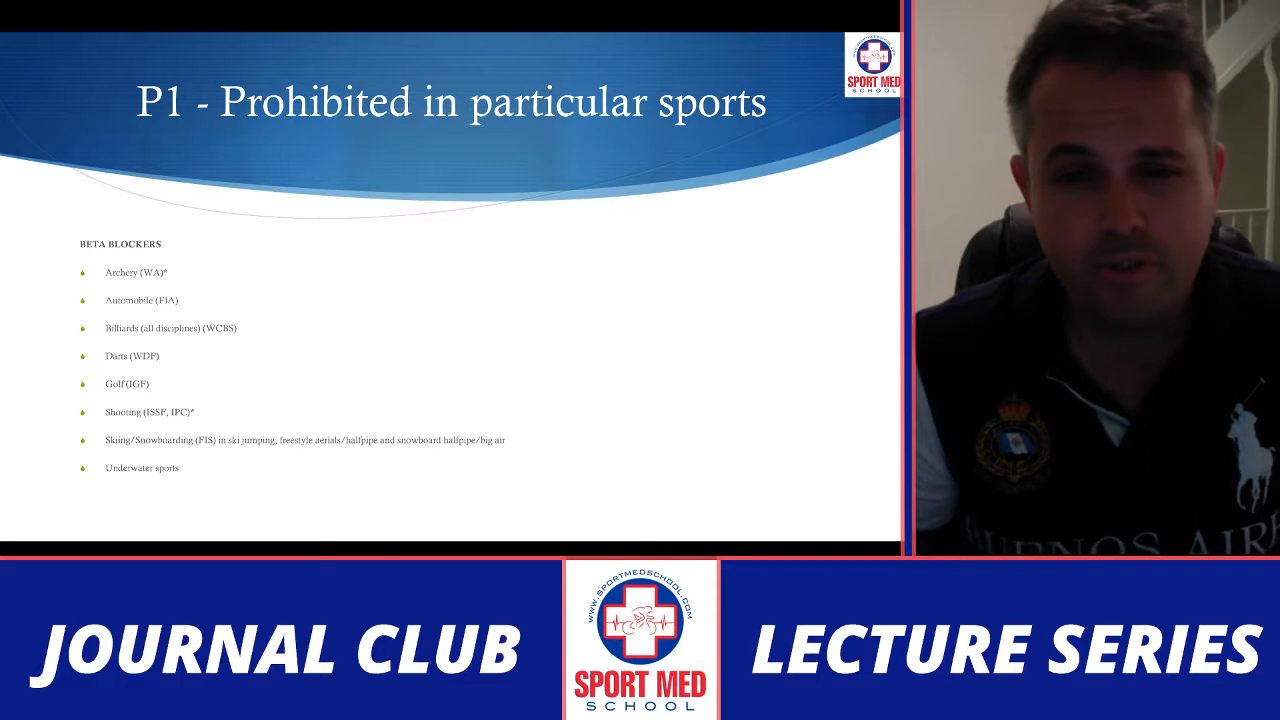 P1 - Prohibited in particular sports
SPORT MED
SCHOOL
BETA BLOCKERS
Archery (WA)*
Automobile (FIA)
Billiards (all disciplines) (WCBS)
Darts (WDF)
Golf (IGF)
Shooting (ISSF, IPC)*
Skiing/Snowboarding (FIS) in ski jumping, freestyle aerials/halfpipe and snowboard halfpipe/big air
Underwater sports
BUENOS AIRE
JOURNAL CLUB
WWW.SPORTMEDSCHOOL.COM
SPORT MED
SCHOOL
LECTURE SERIES